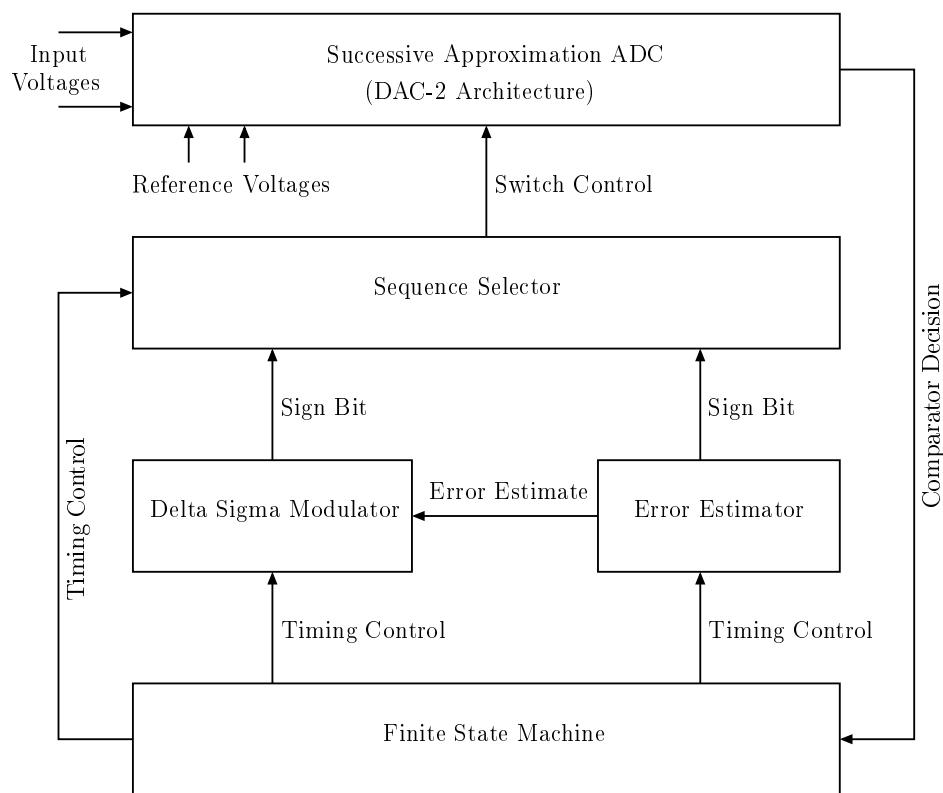 Input
Voltages
Successive Approximation ADC
(DAC-2 Architecture)
Reference Voltages
Switch Control
Sequence Selector
Comparator Decision
Sign Bit
Sign Bit
Timing Control
Delta Sigma Modulator
Error Estimate
Error Estimator
Timing Control
Timing Control
Finite State Machine